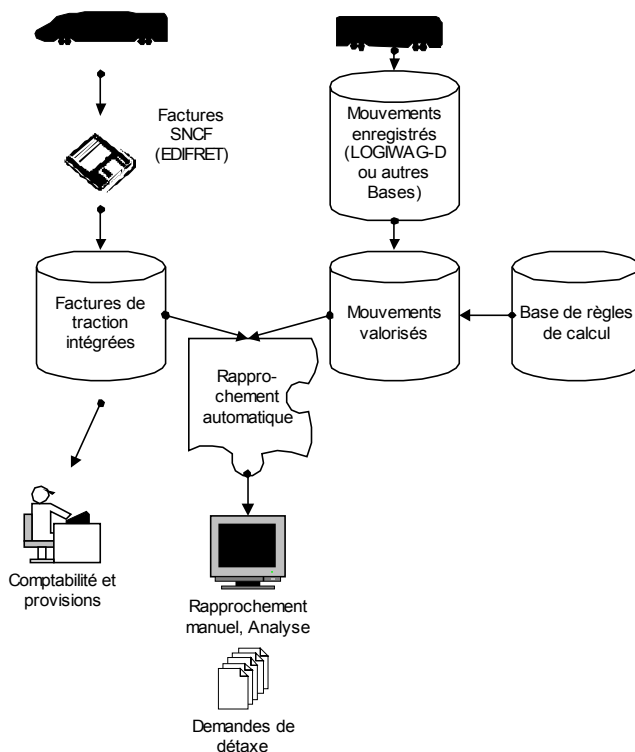 Factures
SNCF
(EDIFRET)
Mouvements
enregistrés
(LOGIWAG-D
ou autres
Bases)
Factures de
traction
intégrées
Mouvements
valorisés
Base de règles
de calcul
Rappro-
chement
automatique
Comptabilité et
provisions
Rapprochement
manuel, Analyse
Demandes de
détaxe